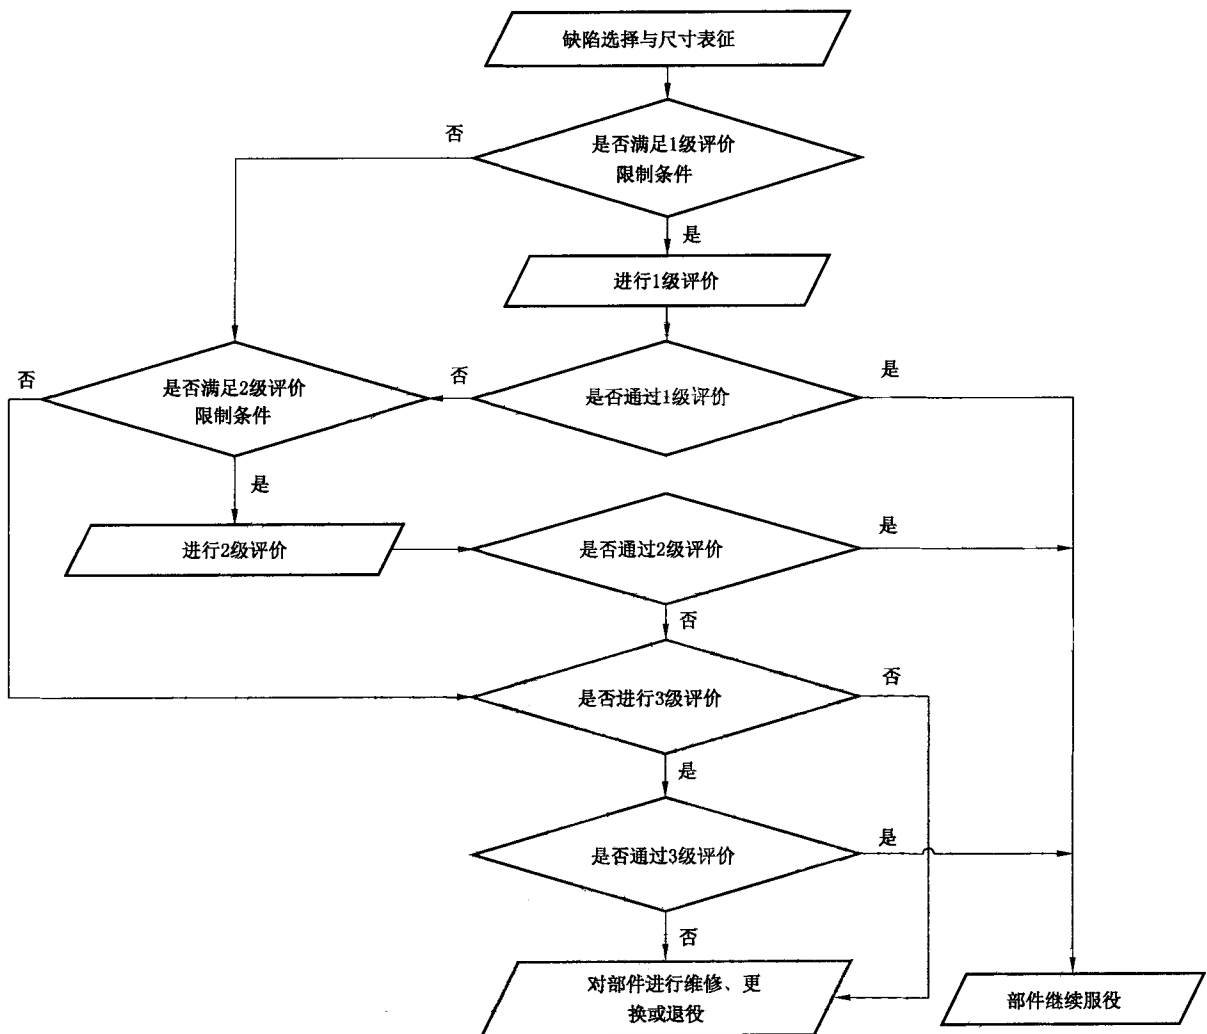 缺陷选择与尺寸表征
否
是否满足1级评价
限制条件
是
进行1级评价
否
是否满足2级评价
限制条件
否
是否通过1级评价
是
是
进行2级评价
是否通过2级评价
是
否
是否进行3级评价
否
是
是否通过3级评价
是
否
对部件进行维修、更
换或退役
部件继续服役